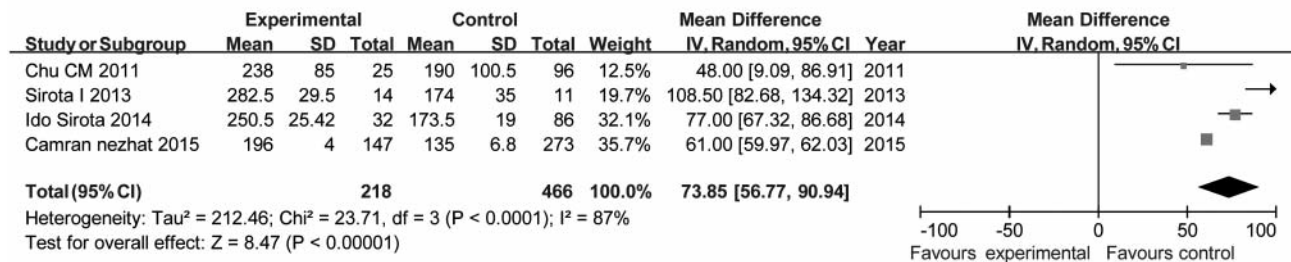 Experimental Control Mean Difference Mean Difference
Study or Subgroup Mean SD Total Mean SD Total Weight IV, Random, 95% CI Year IV, Random, 95% CI
Chu CM 2011 238 85 25 190 100.5 96 12.5% 48.00 [9.09, 86.91] 2011
Sirota I 2013 282.5 29.5 14 174 35 11 19.7% 108.50 [82.68, 134.32] 2013
Ido Sirota 2014 250.5 25.42 32 173.5 19 86 32.1% 77.00 [67.32, 86.68] 2014
Camran nezhat 2015 196 4 147 135 6.8 273 35.7% 61.00 [59.97, 62.03] 2015
Total (95% CI) 218 466 100.0% 73.85 [56.77, 90.94]
Heterogeneity: Tau² = 212.46; Chi² = 23.71, df = 3 (P < 0.0001); I² = 87%
Test for overall effect: Z = 8.47 (P < 0.00001)
-100 -50 0 50 100
Favours experimental Favours control